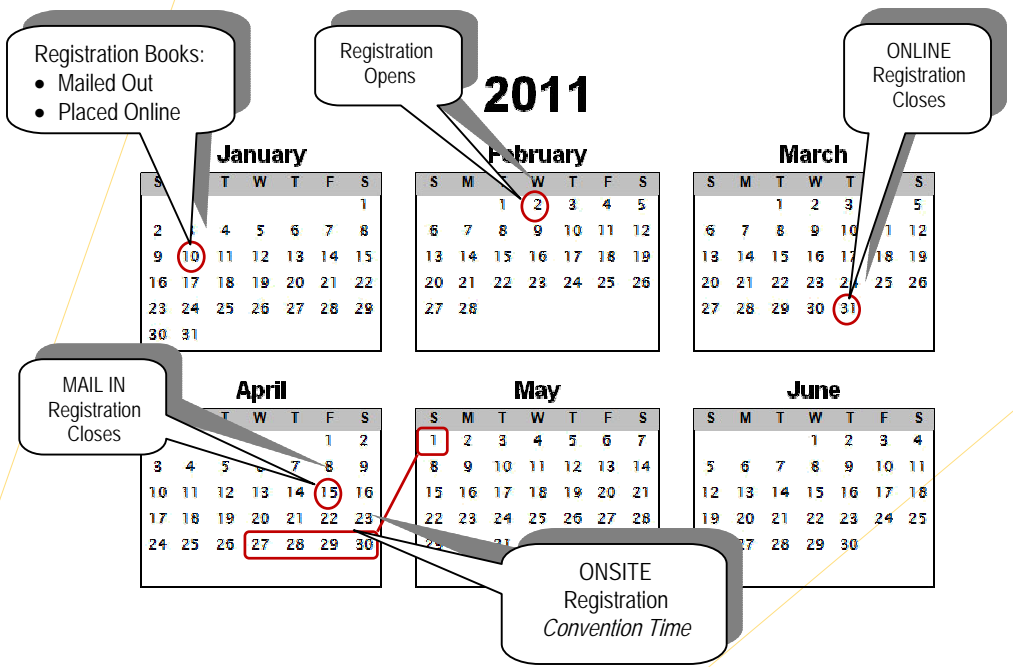 Registration Books:
• Mailed Out
• Placed Online
Registration
Opens
ONLINE
Registration
Closes
2011
January
S T W T F S
1
2 3 4 5 6 7 8
9 10 11 12 13 14 15
16 17 18 19 20 21 22
23 24 25 26 27 28 29
30 31
February
S M T W T F S
1 2 3 4 5
6 7 8 9 10 11 12
13 14 15 16 17 18 19
20 21 22 23 24 25 26
27 28
March
S M T W T S
1 2 3 5
6 7 8 9 10 11 12
13 14 15 16 17 18 19
20 21 22 23 24 25 26
27 28 29 30 31
MAIL IN
Registration
Closes
April
T W T F S
1 2
3 4 5 6 7 8 9
10 11 12 13 14 15 16
17 18 19 20 21 22 23
24 25 26 27 28 29 30
May
S M T W T F S
1 2 3 4 5 6 7
8 9 10 11 12 13 14
15 16 17 18 19 20 21
22 23 24 25 26 27 28
29 31
June
S M T W T F S
1 2 3 4
5 6 7 8 9 10 11
12 13 14 15 16 17 18
19 20 21 22 23 24 25
27 28 29 30
ONSITE
Registration
Convention Time